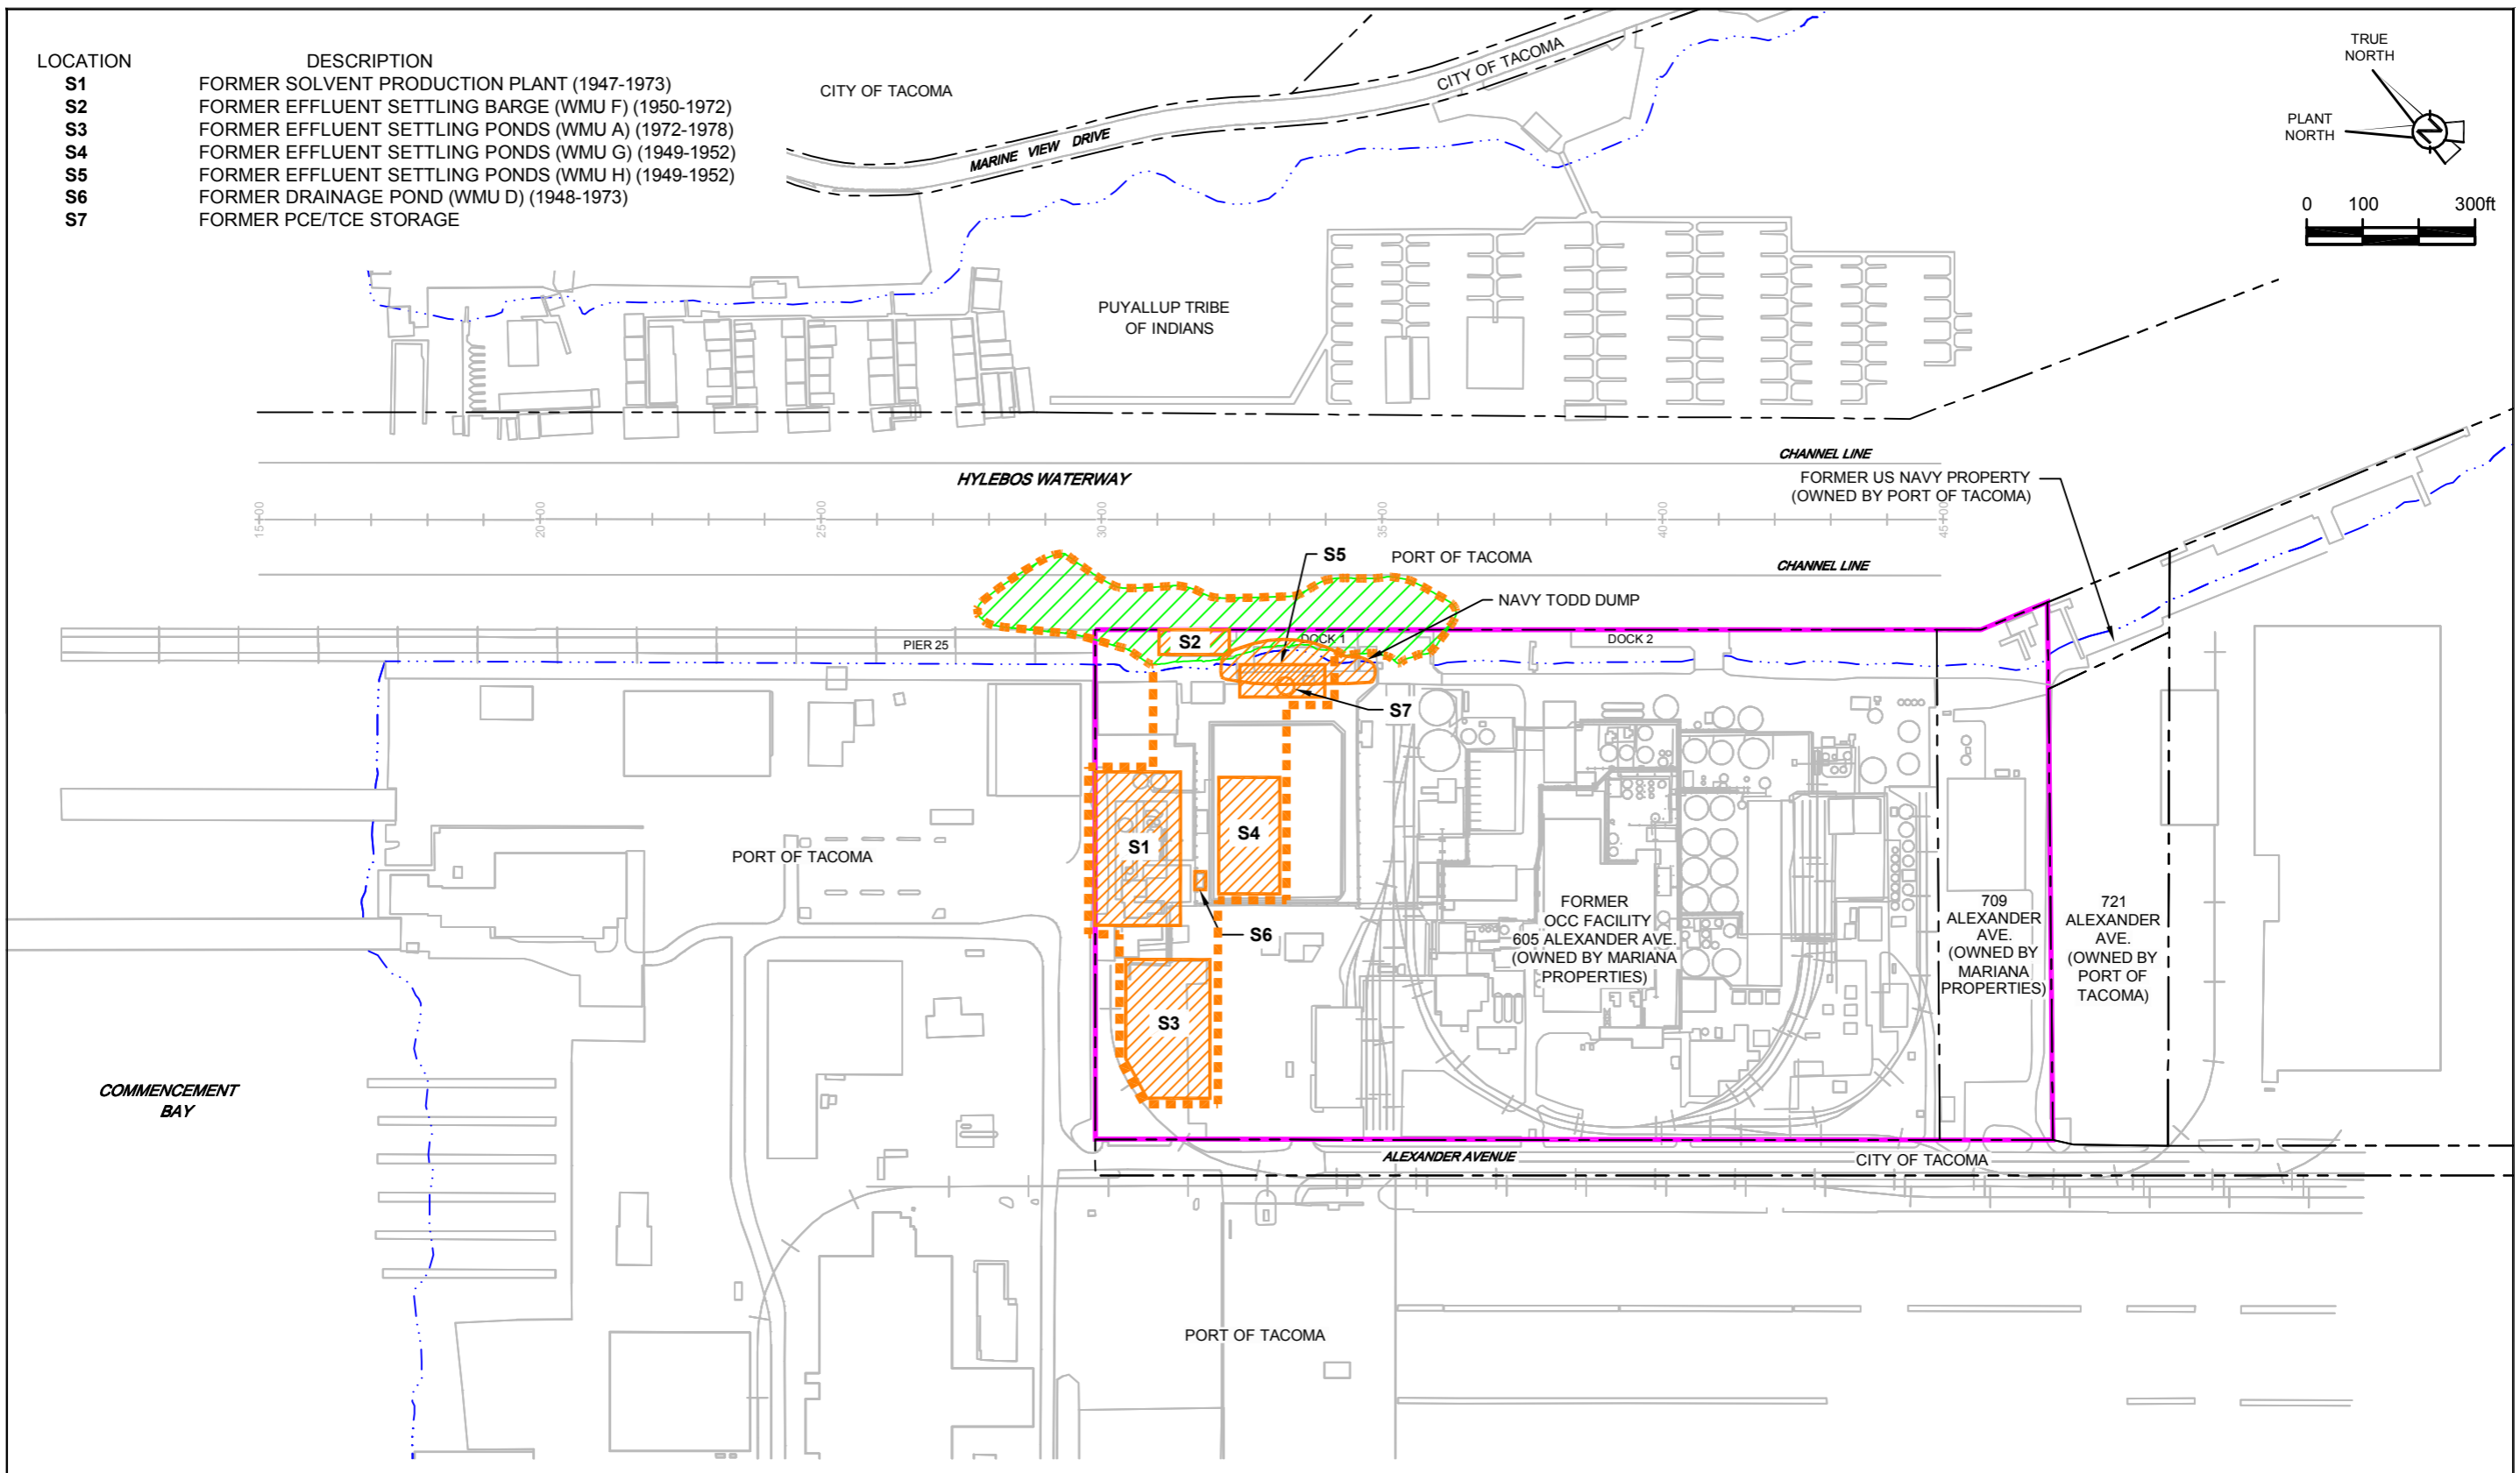 LOCATION DESCRIPTION
S1 FORMER SOLVENT PRODUCTION PLANT (1947-1973)
S2 FORMER EFFLUENT SETTLING BARGE (WMU F) (1950-1972)
S3 FORMER EFFLUENT SETTLING PONDS (WMU A) (1972-1978)
S4 FORMER EFFLUENT SETTLING PONDS (WMU G) (1949-1952)
S5 FORMER EFFLUENT SETTLING PONDS (WMU H) (1949-1952)
S6 FORMER DRAINAGE POND (WMU D) (1948-1973)
S7 FORMER PCE/TCE STORAGE
CITY OF TACOMA
CITY OF TACOMA
MARINE VIEW DRIVE
TRUE
NORTH
PLANT
NORTH
N
0 100 300ft
PUYALLUP TRIBE
OF INDIANS
CHANNEL LINE
HYLEBOS WATERWAY
FORMER US NAVY PROPERTY
(OWNED BY PORT OF TACOMA)
15+00
20+00
25+00
30+00
35+00
40+00
45+00
S5
PORT OF TACOMA
CHANNEL LINE
NAVY TODD DUMP
PIER 25
S2
DOCK 1
DOCK 2
S7
S4
S1
PORT OF TACOMA
S6
FORMER
OCC FACILITY
605 ALEXANDER AVE.
(OWNED BY MARIANA
PROPERTIES)
709
ALEXANDER
AVE.
(OWNED BY
MARIANA
PROPERTIES)
721
ALEXANDER
AVE.
(OWNED BY
PORT OF
TACOMA)
S3
COMMENCEMENT
BAY
ALEXANDER AVENUE
CITY OF TACOMA
PORT OF TACOMA